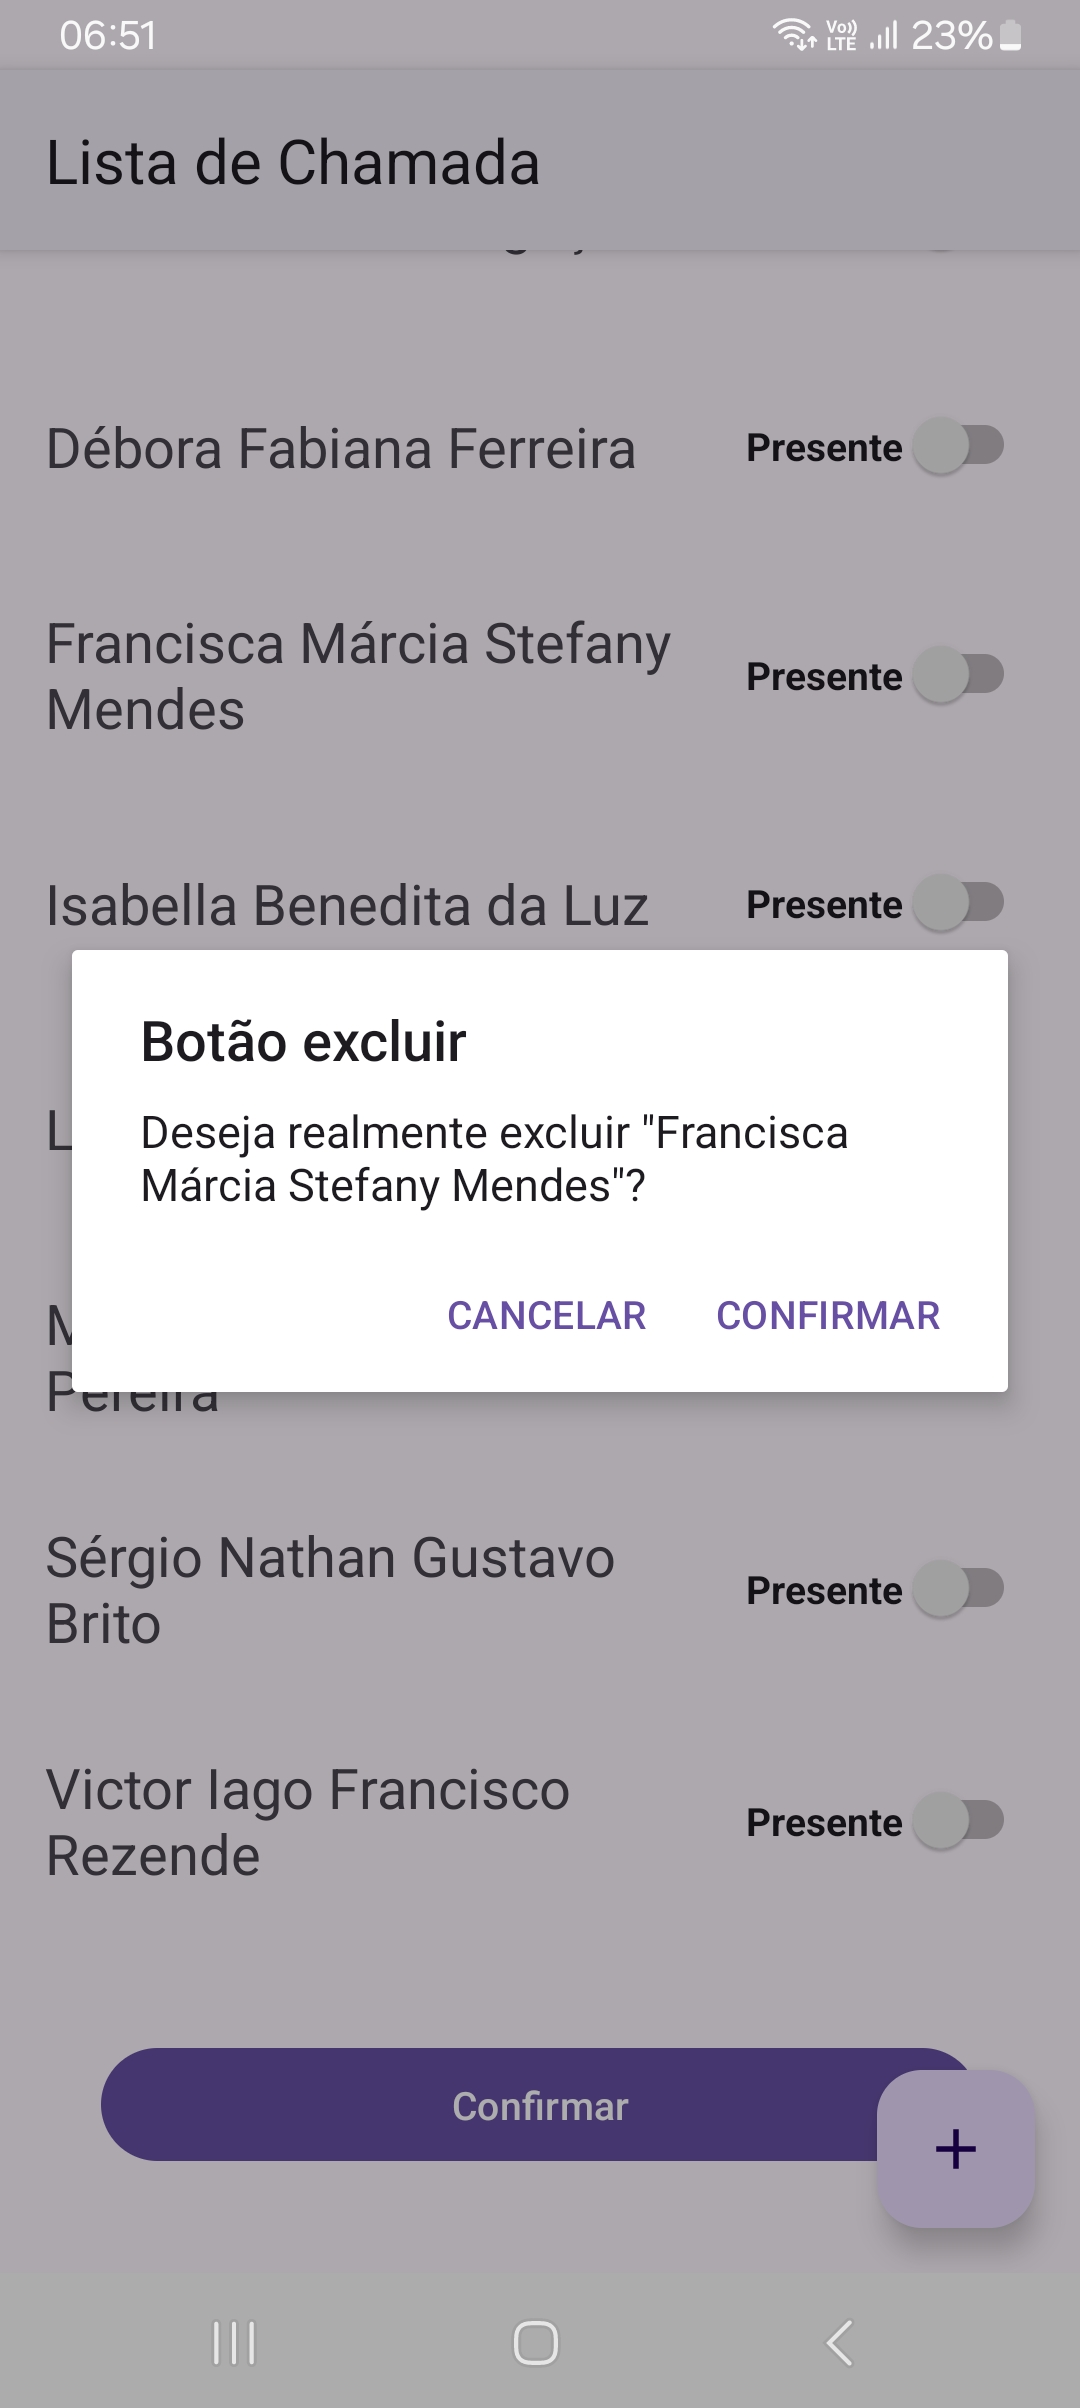 06:51
Vo)) LTE
23%
Lista de Chamada
Débora Fabiana Ferreira
Presente
Francisca Márcia Stefany
Mendes
Presente
Isabella Benedita da Luz
Presente
Botão excluir
Deseja realmente excluir "Francisca
Márcia Stefany Mendes"?
CANCELAR
CONFIRMAR
Pereira
Sérgio Nathan Gustavo
Brito
Presente
Victor Iago Francisco
Rezende
Presente
Confirmar
+